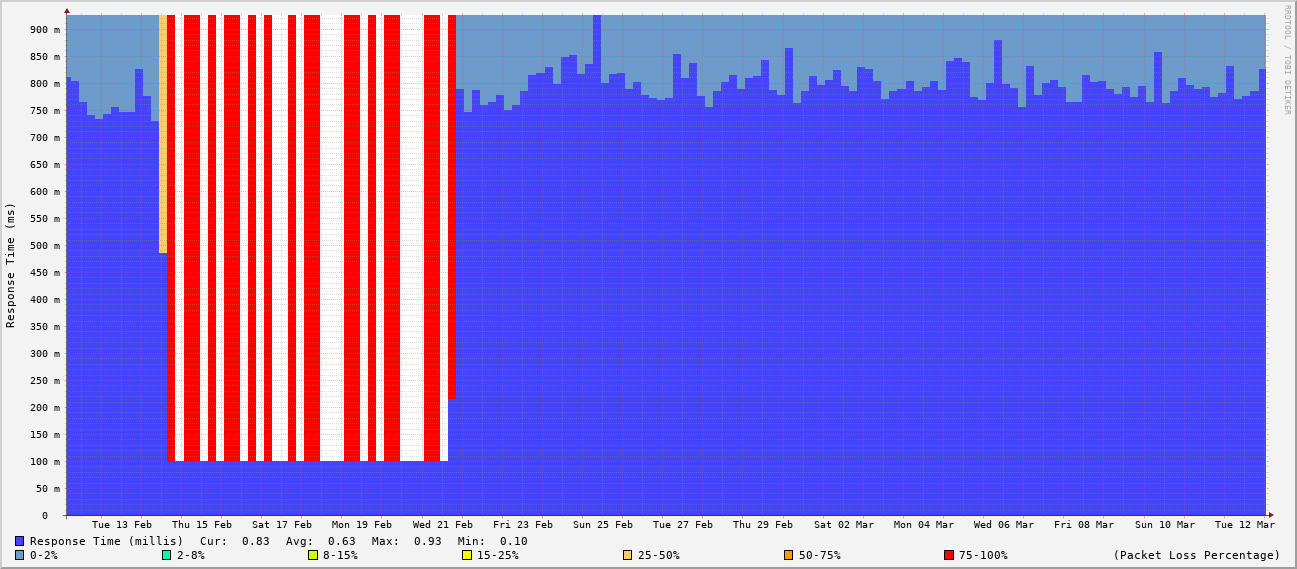 RRDTOOL / TOBI OETIKER
Response Time (ms)
900 m
850 m
800 m
750 m
700 m
650 m
600 m
550 m
500 m
450 m
400 m
350 m
300 m
250 m
200 m
150 m
100 m
50 m
0
Tue 13 Feb Thu 15 Feb Sat 17 Feb Mon 19 Feb Wed 21 Feb Fri 23 Feb Sun 25 Feb Tue 27 Feb Thu 29 Feb Sat 02 Mar Mon 04 Mar Wed 06 Mar Fri 08 Mar Sun 10 Mar Tue 12 Mar
Response Time (millis) Cur: 0.83 Avg: 0.63 Max: 0.93 Min: 0.10
0-2% 2-8% 8-15% 15-25% 25-50% 50-75% 75-100% (Packet Loss Percentage)